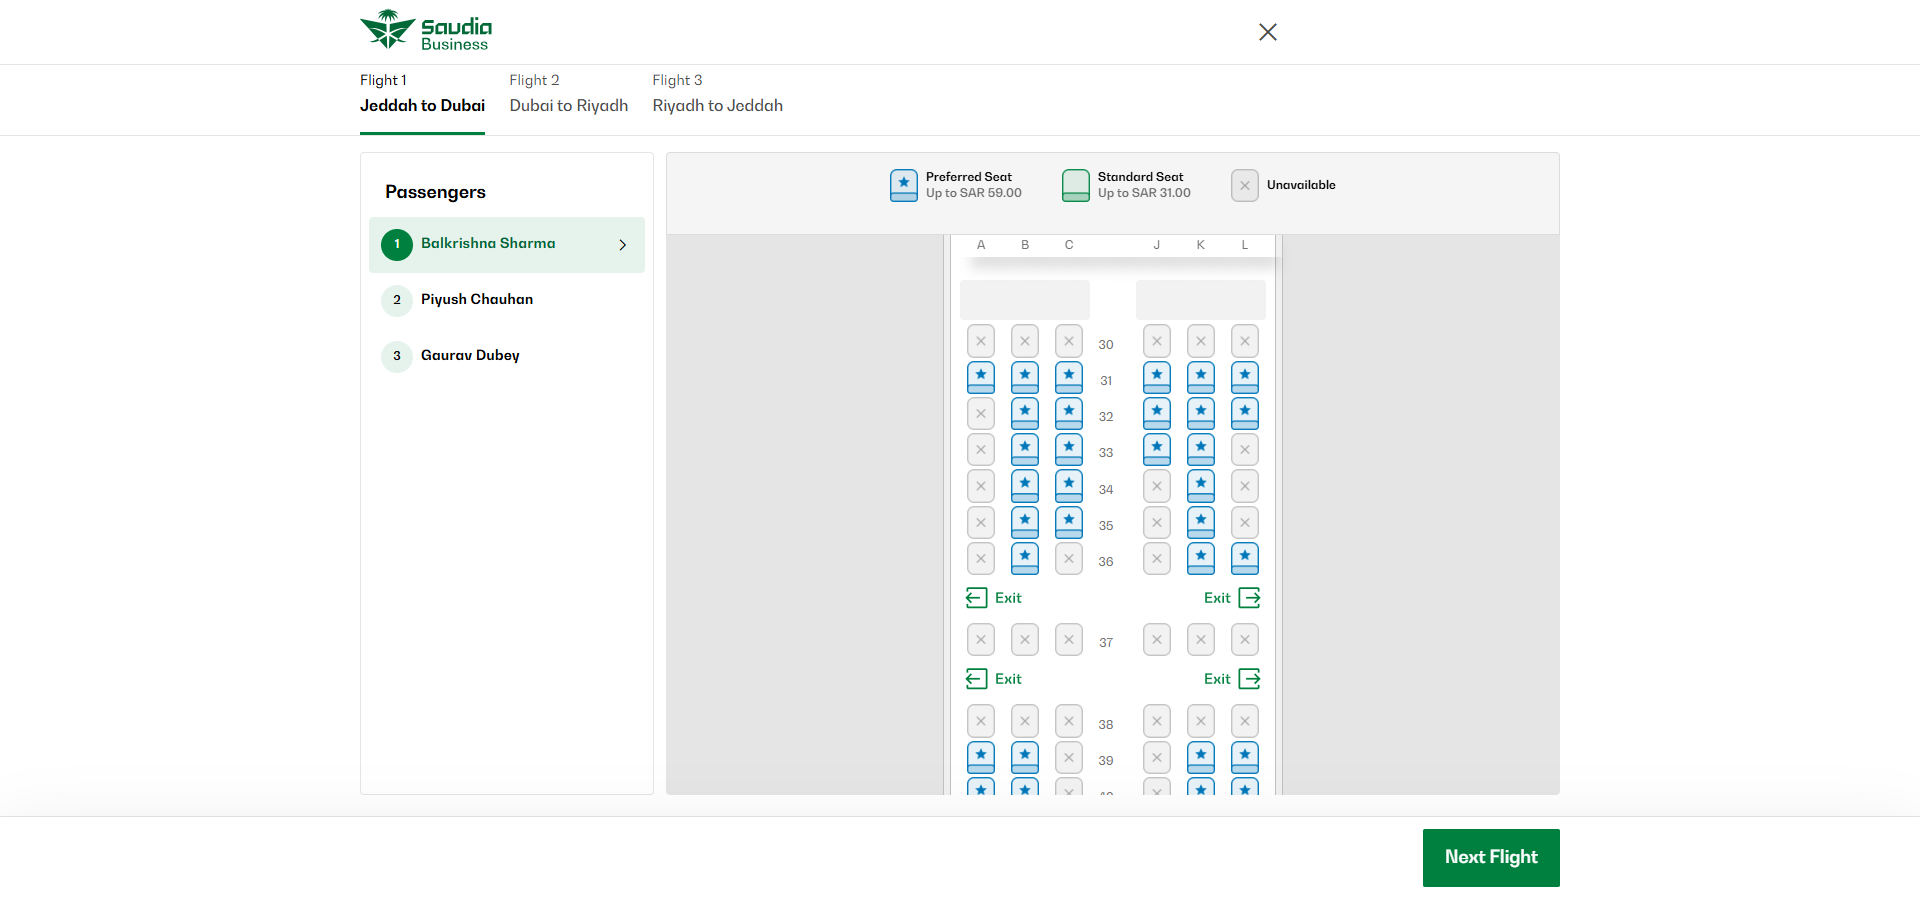 Saudia
Business
Flight 1
Jeddah to Dubai
Flight 2
Dubai to Riyadh
Flight 3
Riyadh to Jeddah
Passengers
1 Balkrishna Sharma
2 Piyush Chauhan
3 Gaurav Dubey
Preferred Seat
Up to SAR 59.00
Standard Seat
Up to SAR 31.00
Unavailable
A B C J K L
30
31
32
33
34
35
36
Exit Exit
37
Exit Exit
38
39
Next Flight